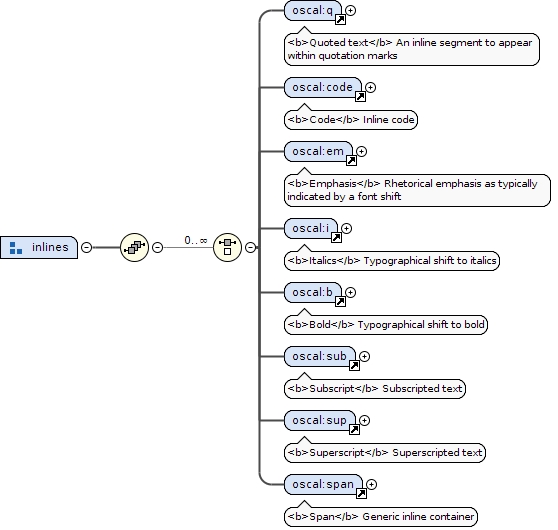 oscal:q
<b>Quoted text</b> An inline segment to appear
within quotation marks
oscal:code
<b>Code</b> Inline code
oscal:em
<b>Emphasis</b> Rhetorical emphasis as typically
indicated by a font shift
inlines
0..∞
oscal:i
<b>Italics</b> Typographical shift to italics
oscal:b
<b>Bold</b> Typographical shift to bold
oscal:sub
<b>Subscript</b> Subscripted text
oscal:sup
<b>Superscript</b> Superscripted text
oscal:span
<b>Span</b> Generic inline container